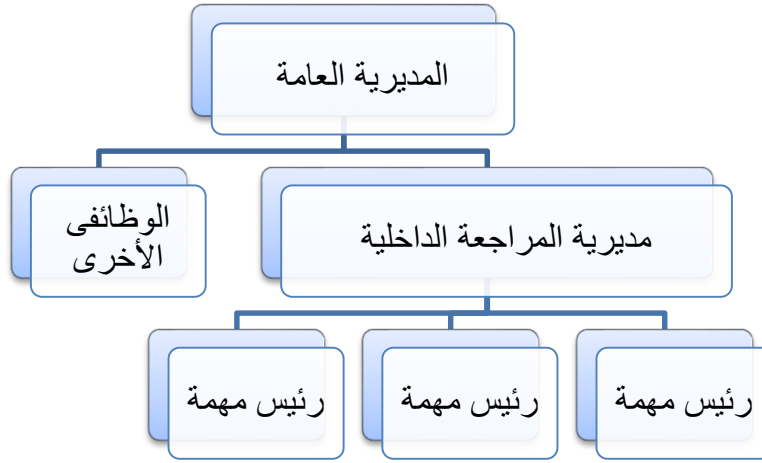 المديرية العامة
مديرية المراجعة الداخلية
الوظائفى
الأخرى
رئيس مهمة
رئيس مهمة
رئيس مهمة